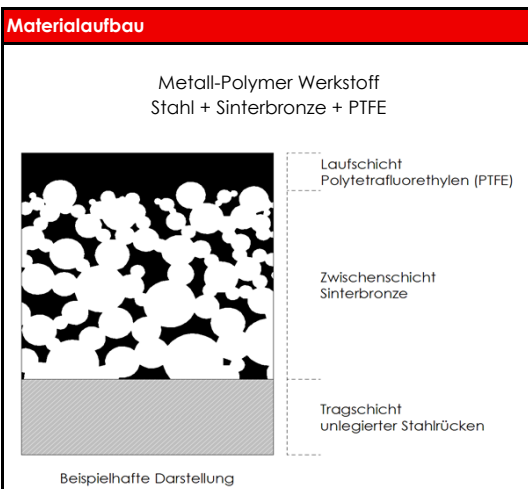 Materialaufbau
Metall-Polymer Werkstoff
Stahl + Sinterbronze + PTFE
Laufschicht
Polytetrafluorethylen (PTFE)
Zwischenschicht
Sinterbronze
Tragschicht
unlegierter Stahlrücken
Beispielhafte Darstellung